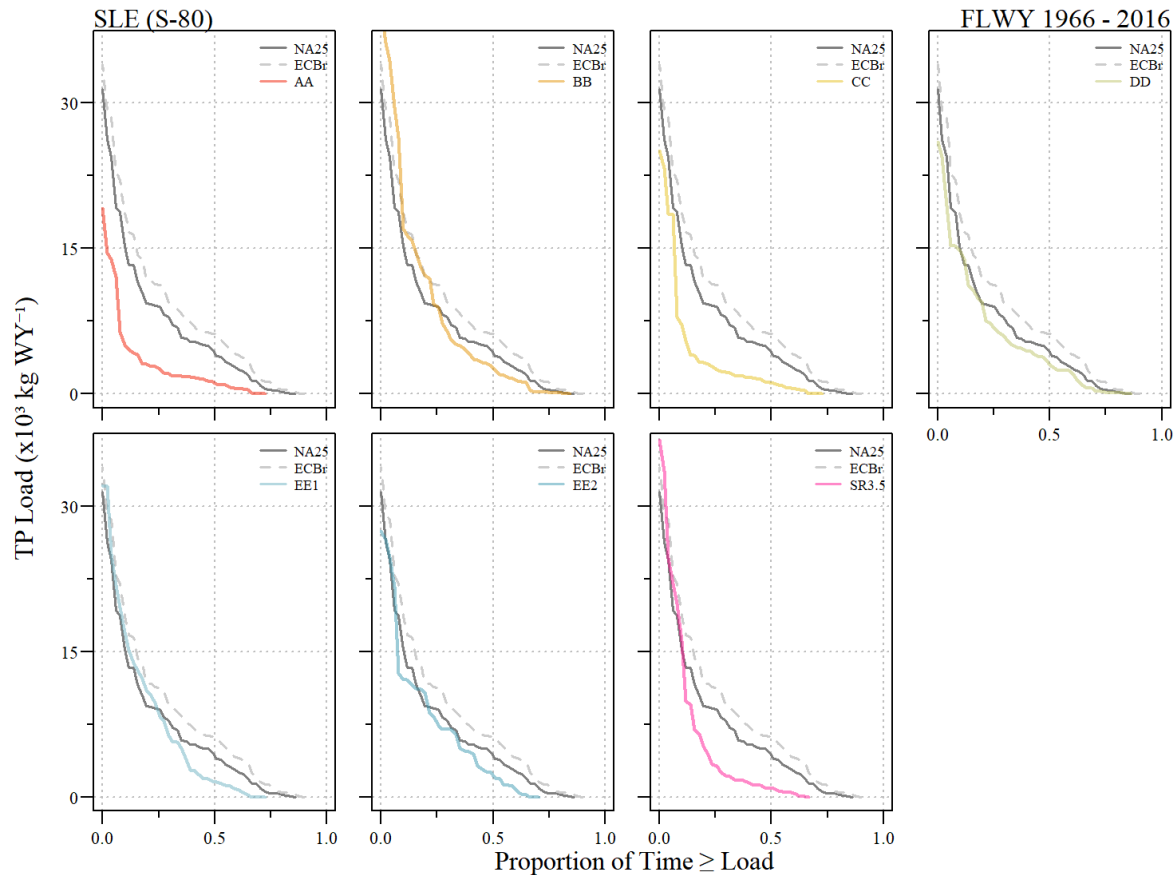 SLE (S-80)
FLWY 1966 - 2016
NA25
ECBr
AA
NA25
ECBr
BB
NA25
ECBr
CC
NA25
ECBr
DD
30
15
0
0.0 0.5 1.0
NA25
ECBr
EE1
NA25
ECBr
EE2
NA25
ECBr
SR3.5
30
15
0
0.0 0.5 1.0
0.0 0.5 1.0
0.0 0.5 1.0
TP Load (x10³ kg WY⁻¹)
Proportion of Time ≥ Load